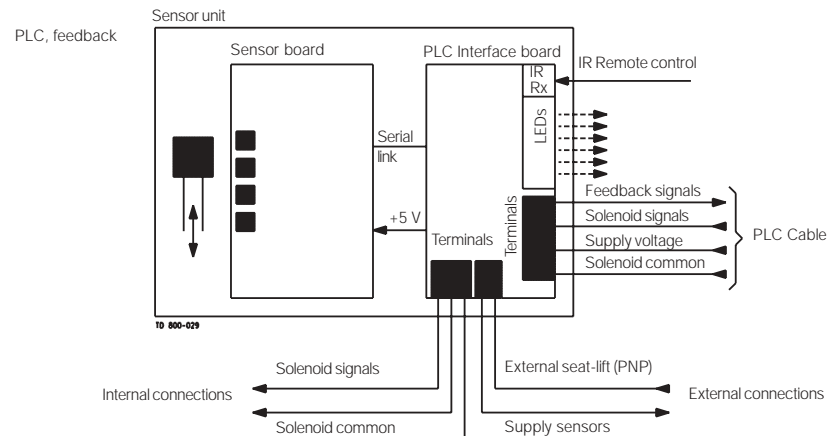 Sensor unit
PLC, feedback
Sensor board
PLC Interface board
IR
Rx
IR Remote control
LEDs
Serial
link
Feedback signals
+5 V
Terminals
Solenoid signals
Terminals
Supply voltage
PLC Cable
Solenoid common
TD 800-029
Solenoid signals
External seat-lift (PNP)
Internal connections
External connections
Solenoid common
Supply sensors